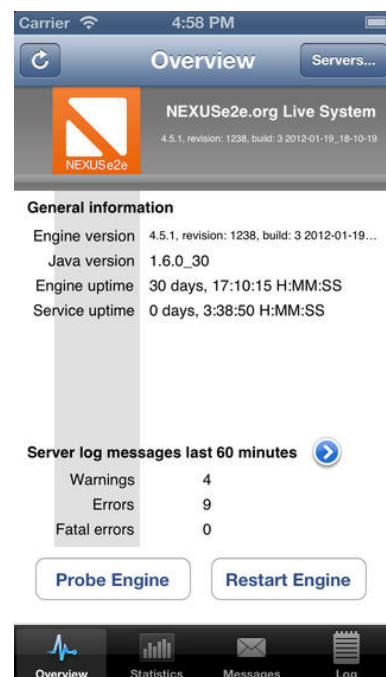 Carrier 4:58 PM
Overview Servers...
NEXUSe2e.org Live System
4.5.1, revision: 1238, build: 3 2012-01-19_18-10-19
NEXUSe2e
General information
Engine version 4.5.1, revision: 1238, build: 3 2012-01-19...
Java version 1.6.0_30
Engine uptime 30 days, 17:10:15 H:MM:SS
Service uptime 0 days, 3:38:50 H:MM:SS
Server log messages last 60 minutes
Warnings 4
Errors 9
Fatal errors 0
Probe Engine Restart Engine
Overview Statistics Messages Log